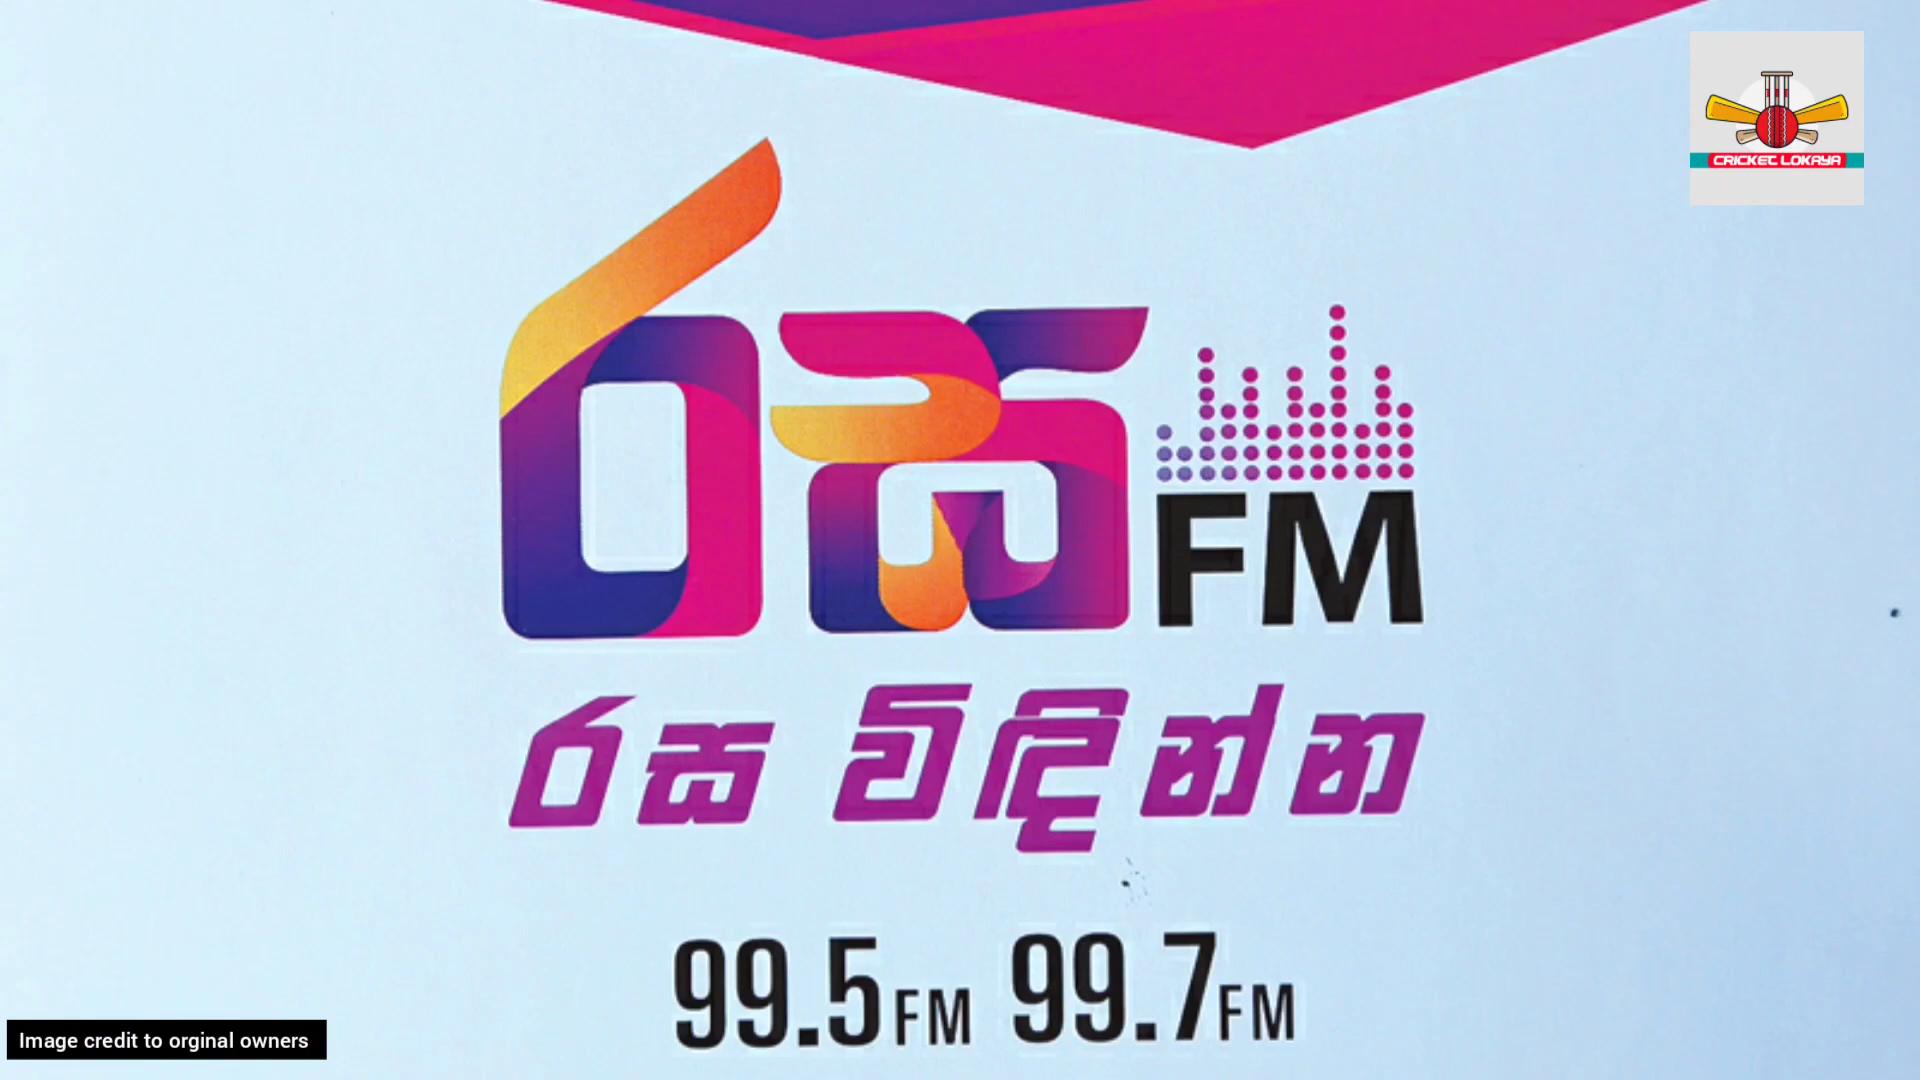 CRICKET LOKAYA
රස FM
රස විඳින්න
99.5 FM 99.7 FM
Image credit to orginal owners